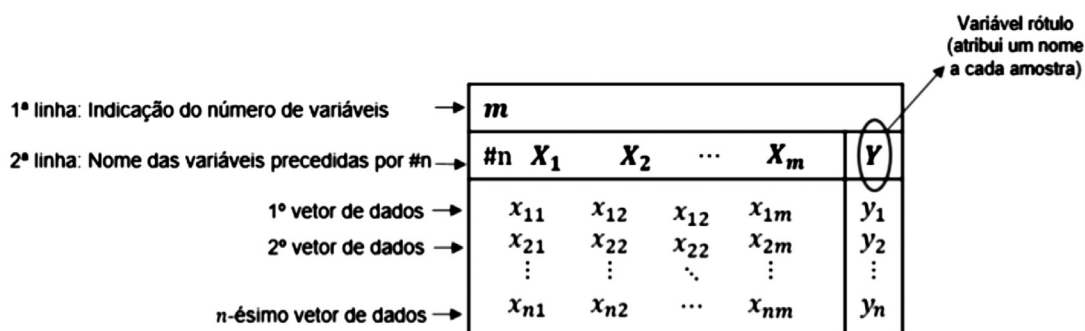 Variável rótulo
(atribui um nome
a cada amostra)
1ª linha: Indicação do número de variáveis
m
2ª linha: Nome das variáveis precedidas por #n
#n X₁ X₂ ⋯ Xₘ Y
1º vetor de dados
x₁₁ x₁₂ x₁₂ x₁ₘ y₁
2º vetor de dados
x₂₁ x₂₂ x₂₂ x₂ₘ y₂
⋮ ⋮ ⋱ ⋮ ⋮
n-ésimo vetor de dados
xₙ₁ xₙ₂ ⋯ xₙₘ yₙ